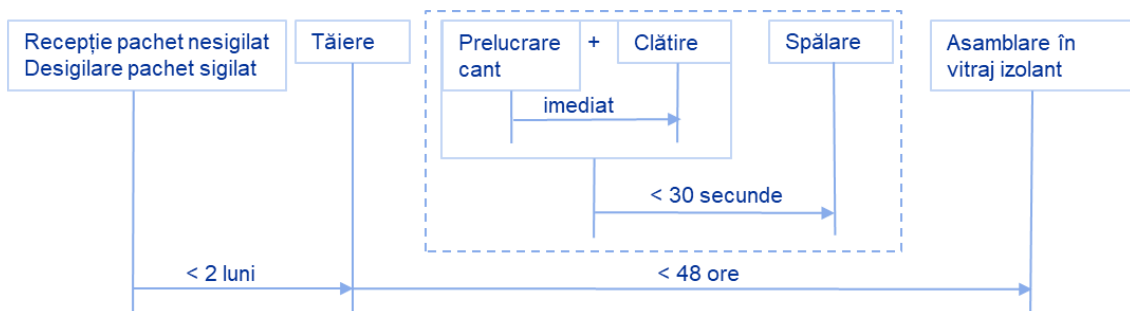 Recepție pachet nesigilat
Desigilare pachet sigilat
Tăiere
Prelucrare
cant
+
Clătire
Spălare
Asamblare în
vitraj izolant
imediat
< 30 secunde
< 2 luni
< 48 ore